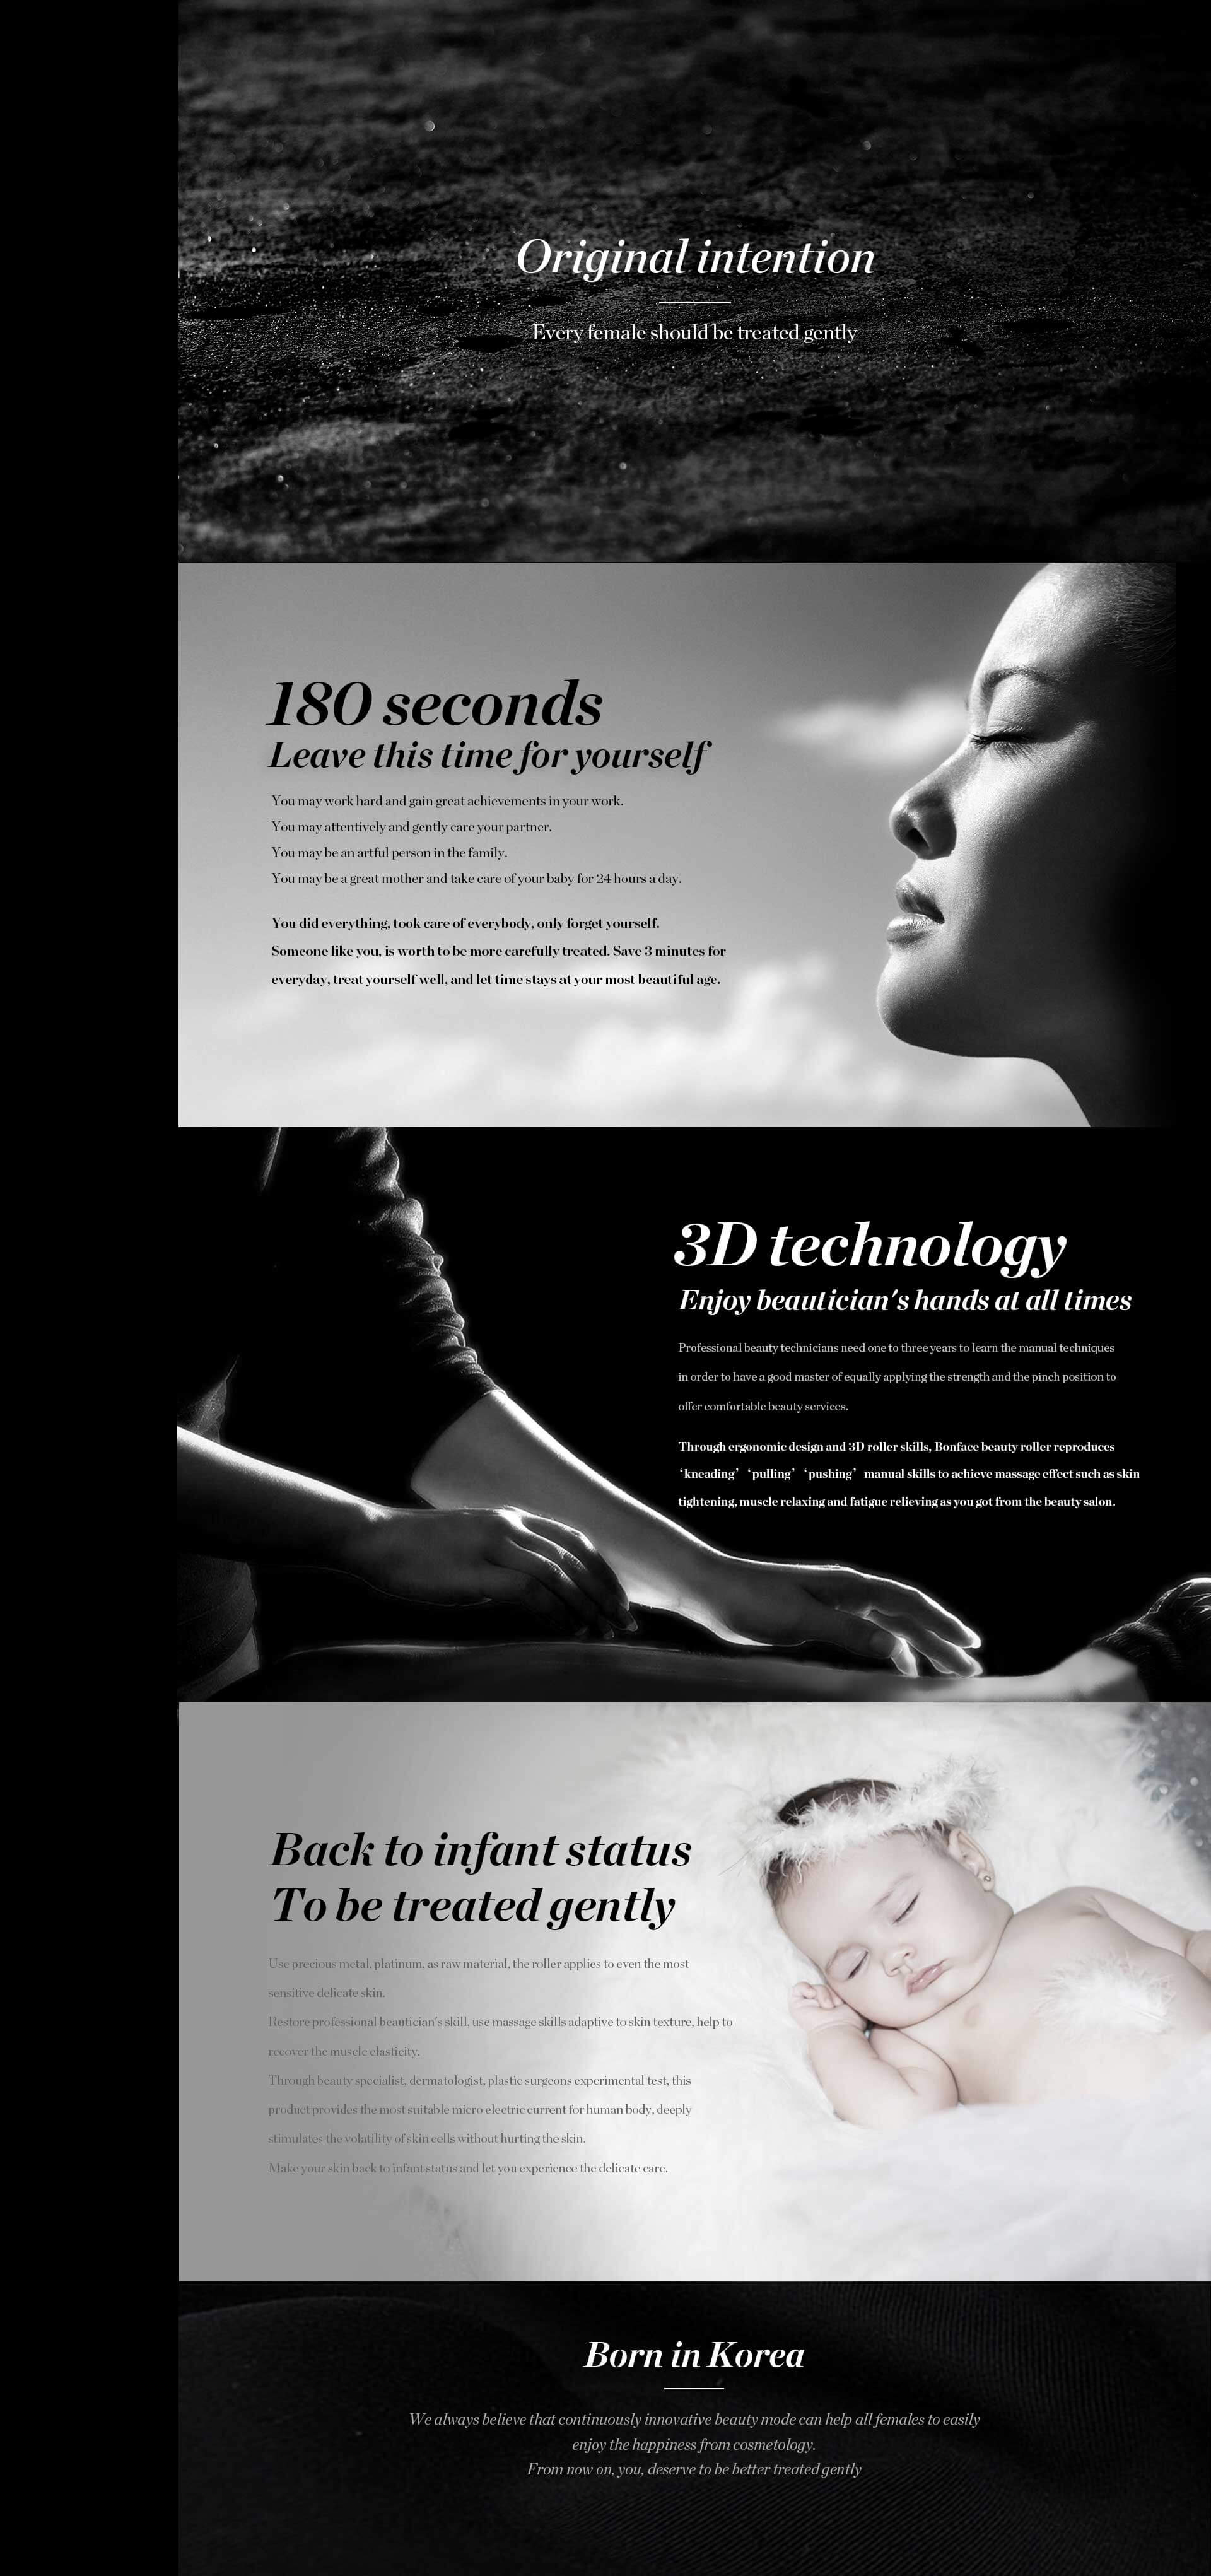 Original intention
Every female should be treated gently
180 seconds
Leave this time for yourself
You may work hard and gain great achievements in your work.
You may attentively and gently care your partner.
You may be an artful person in the family.
You may be a great mother and take care of your baby for 24 hours a day.
You did everything, took care of everybody, only forget yourself.
Someone like you, is worth to be more carefully treated. Save 3 minutes for
everyday, treat yourself well, and let time stays at your most beautiful age.
3D technology
Enjoy beautician's hands at all times
Professional beauty technicians need one to three years to learn the manual techniques
in order to have a good master of equally applying the strength and the pinch position to
offer comfortable beauty services.
Through ergonomic design and 3D roller skills, Bonface beauty roller reproduces
‘kneading’ ‘pulling’ ‘pushing’ manual skills to achieve massage effect such as skin
tightening, muscle relaxing and fatigue relieving as you got from the beauty salon.
Back to infant status
To be treated gently
Use precious metal, platinum, as raw material, the roller applies to even the most
sensitive delicate skin.
Restore professional beautician's skill, use massage skills adaptive to skin texture, help to
recover the muscle elasticity.
Through beauty specialist, dermatologist, plastic surgeons experimental test, this
product provides the most suitable micro electric current for human body, deeply
stimulates the volatility of skin cells without hurting the skin.
Make your skin back to infant status and let you experience the delicate care.
Born in Korea
We always believe that continuously innovative beauty mode can help all females to easily
enjoy the happiness from cosmetology.
From now on, you, deserve to be better treated gently